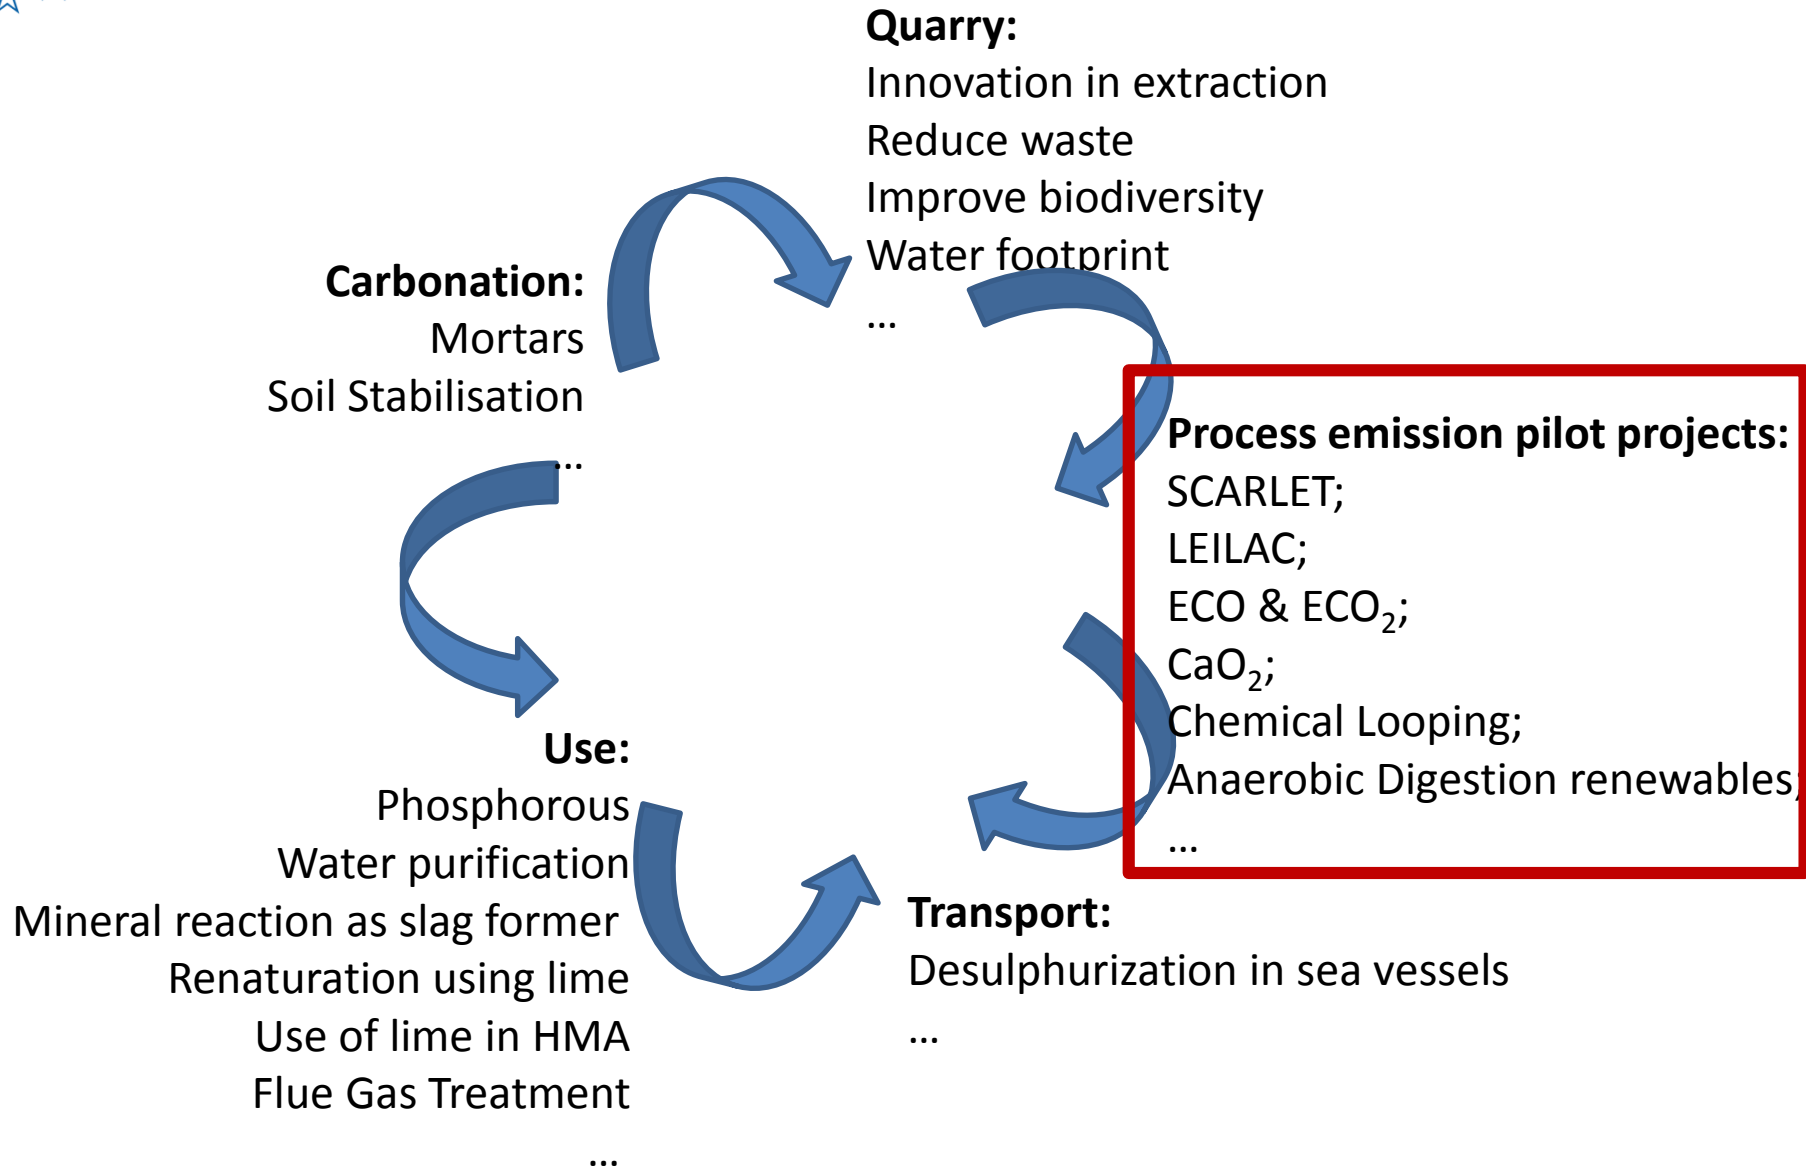 Quarry:
Innovation in extraction
Reduce waste
Improve biodiversity
Water footprint
...
Carbonation:
Mortars
Soil Stabilisation
...
Process emission pilot projects:
SCARLET;
LEILAC;
ECO & ECO₂;
CaO₂;
Chemical Looping;
Anaerobic Digestion renewables;
...
Use:
Phosphorous
Water purification
Mineral reaction as slag former
Renaturation using lime
Use of lime in HMA
Flue Gas Treatment
...
Transport:
Desulphurization in sea vessels
...